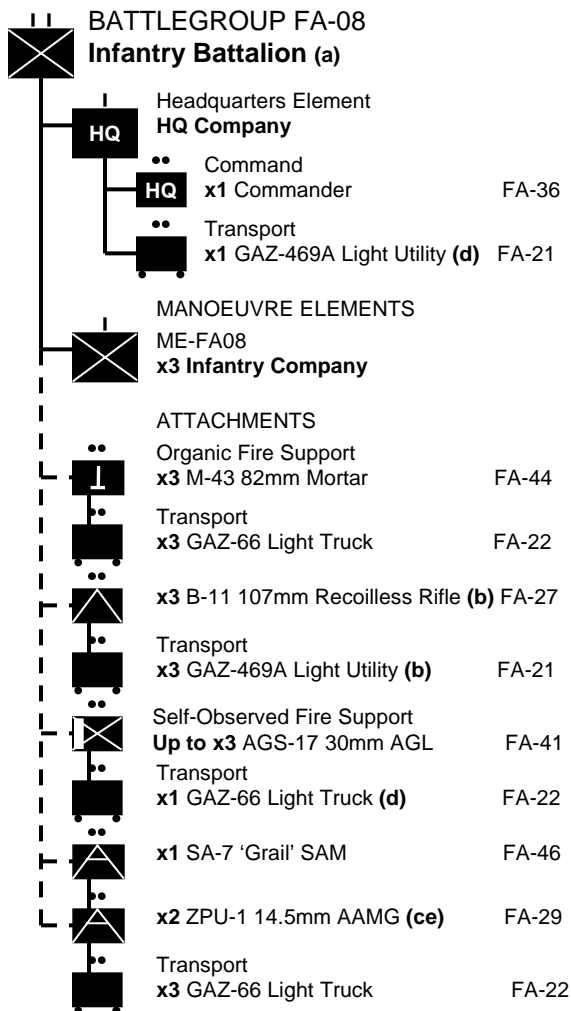 BATTLEGROUP FA-08
Infantry Battalion (a)
Headquarters Element
HQ Company
HQ
Command
HQ x1 Commander FA-36
Transport
x1 GAZ-469A Light Utility (d) FA-21
MANOEUVRE ELEMENTS
ME-FA08
x3 Infantry Company
ATTACHMENTS
Organic Fire Support
x3 M-43 82mm Mortar FA-44
Transport
x3 GAZ-66 Light Truck FA-22
x3 B-11 107mm Recoilless Rifle (b) FA-27
Transport
x3 GAZ-469A Light Utility (b) FA-21
Self-Observed Fire Support
Up to x3 AGS-17 30mm AGL FA-41
Transport
x1 GAZ-66 Light Truck (d) FA-22
x1 SA-7 ‘Grail’ SAM FA-46
x2 ZPU-1 14.5mm AAMG (ce) FA-29
Transport
x3 GAZ-66 Light Truck FA-22